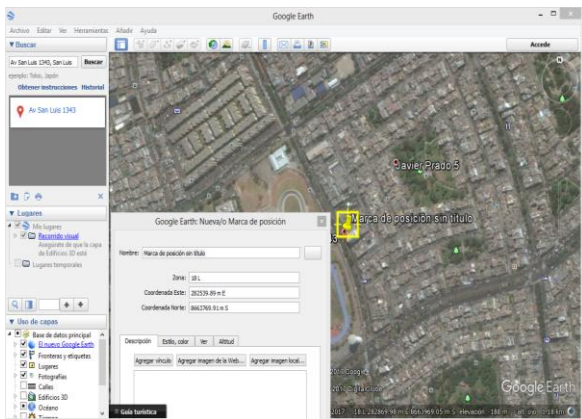 Google Earth
Archivo Editar Ver Herramientas Añadir Ayuda
Buscar
Accede
Av San Luis 1343, San Luis Buscar
ejemplo: Tokio, Japón
Obtener instrucciones Historial
Av San Luis 1343
Javier Prado 5
Marca de posición sin título
Lugares
Mis lugares
Recorrido visual
Asegúrate de que la capa
de Edificios 3D esté
Lugares temporales
Google Earth: Nueva/o Marca de posición
Nombre: Marca de posición sin título
Zona: 18 L
Coordenada Este: 282539.89 m E
Coordenada Norte: 8663769.91 m S
Descripción Estilo, color Ver Altitud
Agregar vínculo Agregar imagen de la Web... Agregar imagen local...
Uso de capas
Base de datos principal
El nuevo Google Earth
Fronteras y etiquetas
Lugares
Fotografías
Calles
Edificios 3D
Océano
Guía turística
Google Earth